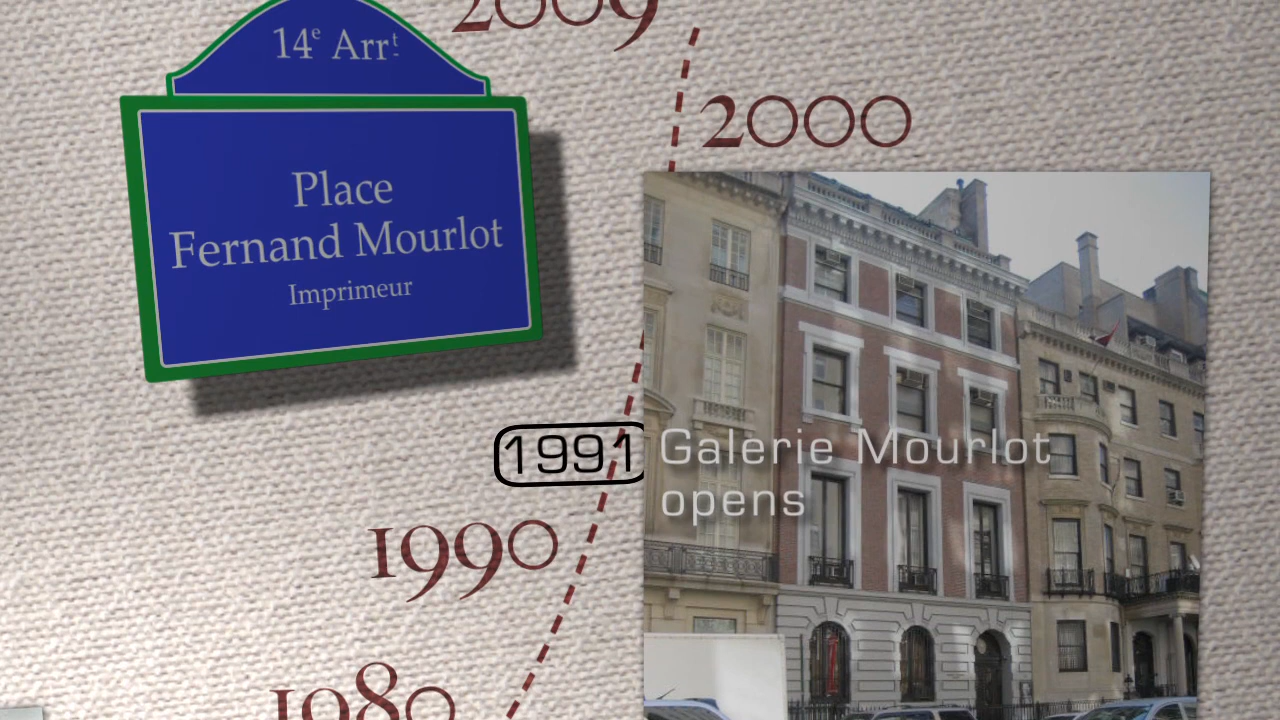 14e Arrt
Place
Fernand Mourlot
Imprimeur
2009
2000
1991
Galerie Mourlot
opens
1990
1980